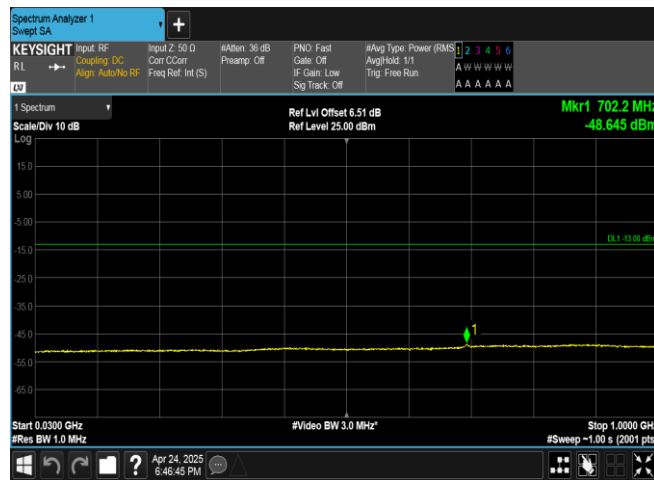 Spectrum Analyzer 1
Swept SA
+
KEYSIGHT
RL
LXI
Input: RF
Coupling: DC
Align: Auto/No RF
Input Z: 50 Ω
Corr CCorr
Freq Ref: Int (S)
#Atten: 36 dB
Preamp: Off
PNO: Fast
Gate: Off
IF Gain: Low
Sig Track: Off
#Avg Type: Power (RMS
Avg|Hold: 1/1
Trig: Free Run
1 2 3 4 5 6
A W W W W W
A A A A A A
1 Spectrum
Scale/Div 10 dB
Log
Ref Lvl Offset 6.51 dB
Ref Level 25.00 dBm
Mkr1 702.2 MHz
-48.645 dBm
15.0
5.00
-5.00
-15.0
-25.0
-35.0
-45.0
-55.0
-65.0
DL1 -13.00 dBm
1
Start 0.0300 GHz
#Res BW 1.0 MHz
#Video BW 3.0 MHz*
Stop 1.0000 GHz
#Sweep ~1.00 s (2001 pts
?
Apr 24, 2025
6:46:45 PM